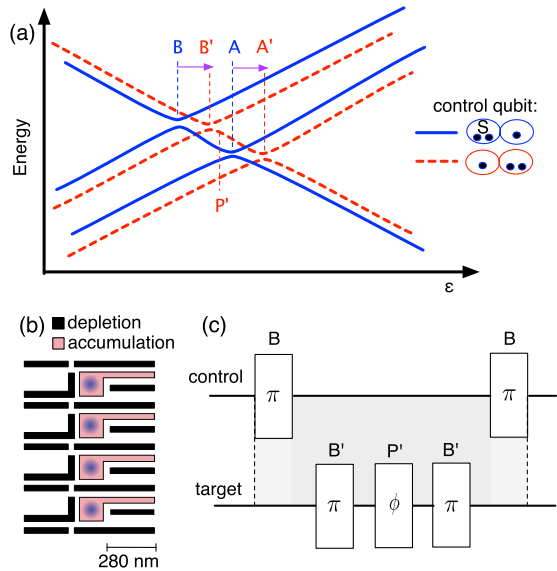 (a)
B B' A A'
control qubit:
S
Energy
P'
ε
(b)
depletion
accumulation
280 nm
(c)
B B
control
π π
B' P' B'
target
π ϕ π